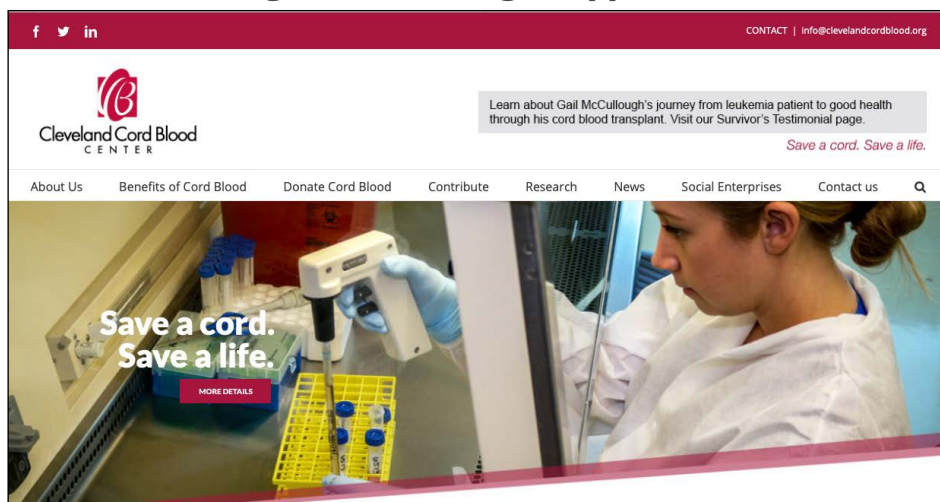 CONTACT | info@clevelandcordblood.org
Cleveland Cord Blood
CENTER
Learn about Gail McCullough's journey from leukemia patient to good health
through his cord blood transplant. Visit our Survivor's Testimonial page.
Save a cord. Save a life.
About Us Benefits of Cord Blood Donate Cord Blood Contribute Research News Social Enterprises Contact us
Save a cord.
Save a life.
MORE DETAILS